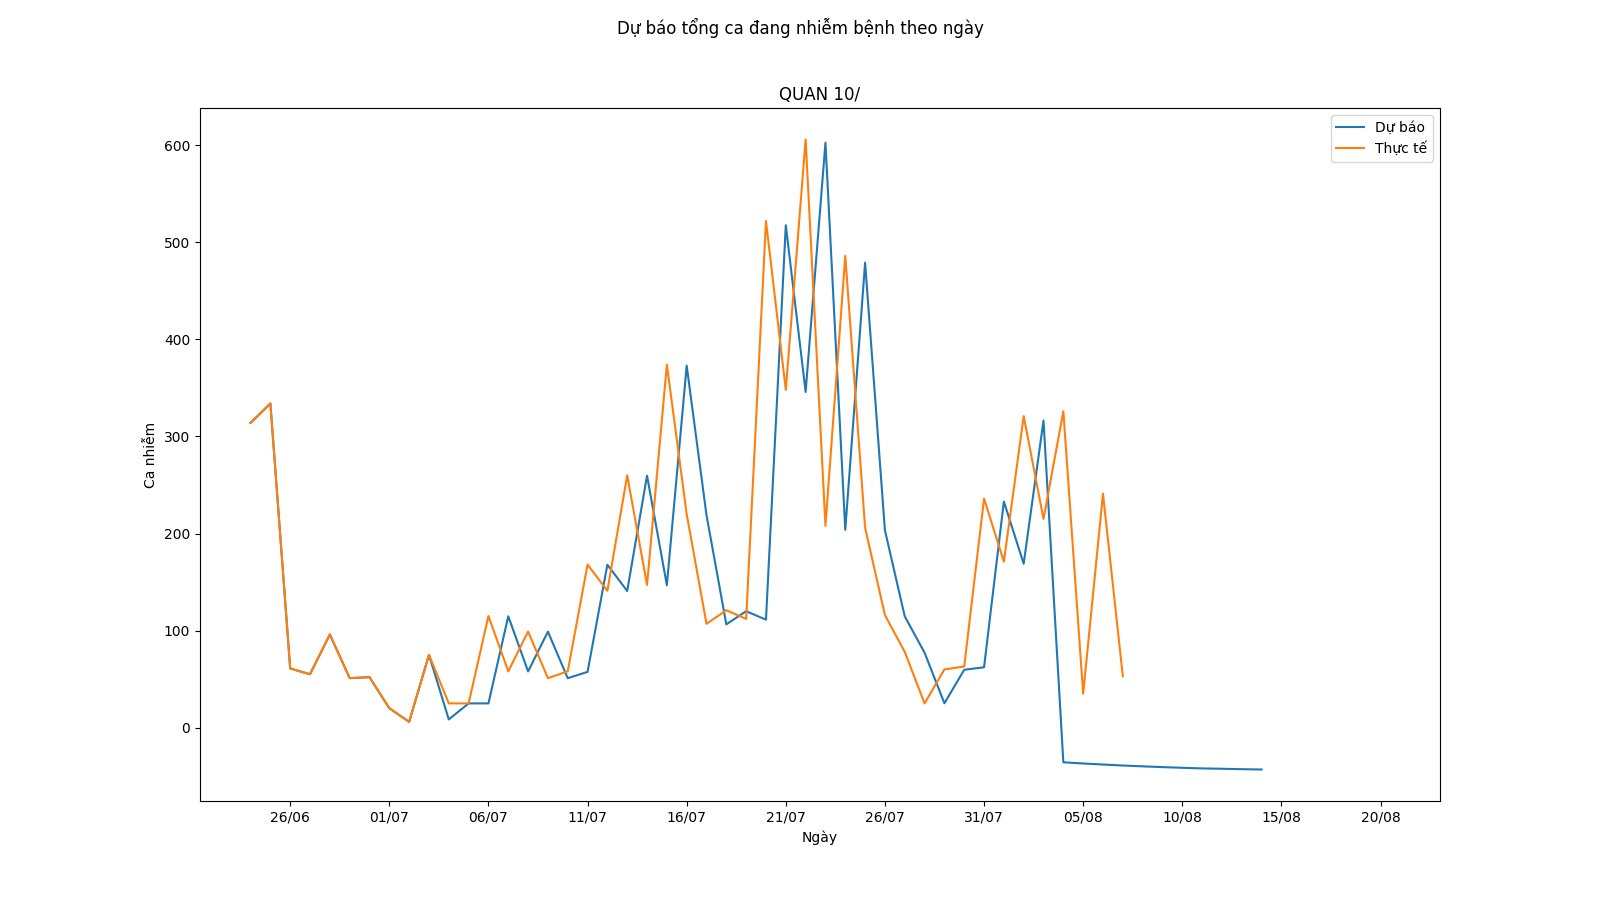 Dự báo tổng ca đang nhiễm bệnh theo ngày
QUAN 10/
Dự báo
Thực tế
600
500
400
300
200
100
0
Ca nhiễm
26/06 01/07 06/07 11/07 16/07 21/07 26/07 31/07 05/08 10/08 15/08 20/08
Ngày